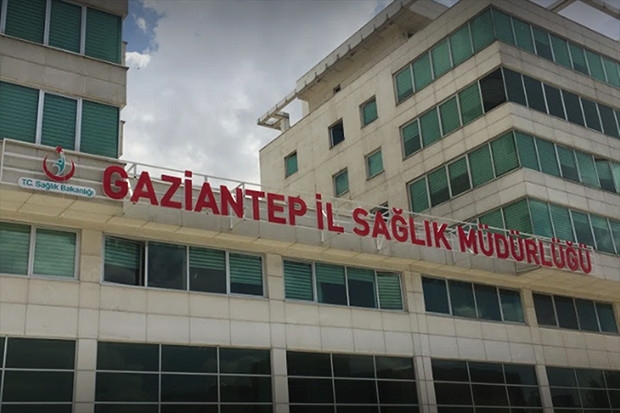 T.C. Sağlık Bakanlığı
GAZİANTEP İL SAĞLIK MÜDÜRLÜĞÜ